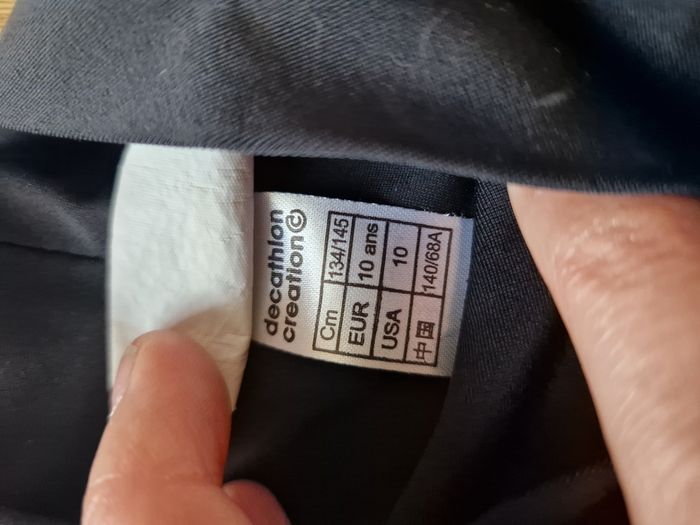 decathlon
creation©
Cm 134/145
EUR 10 ans
USA 10
中国 140/68A